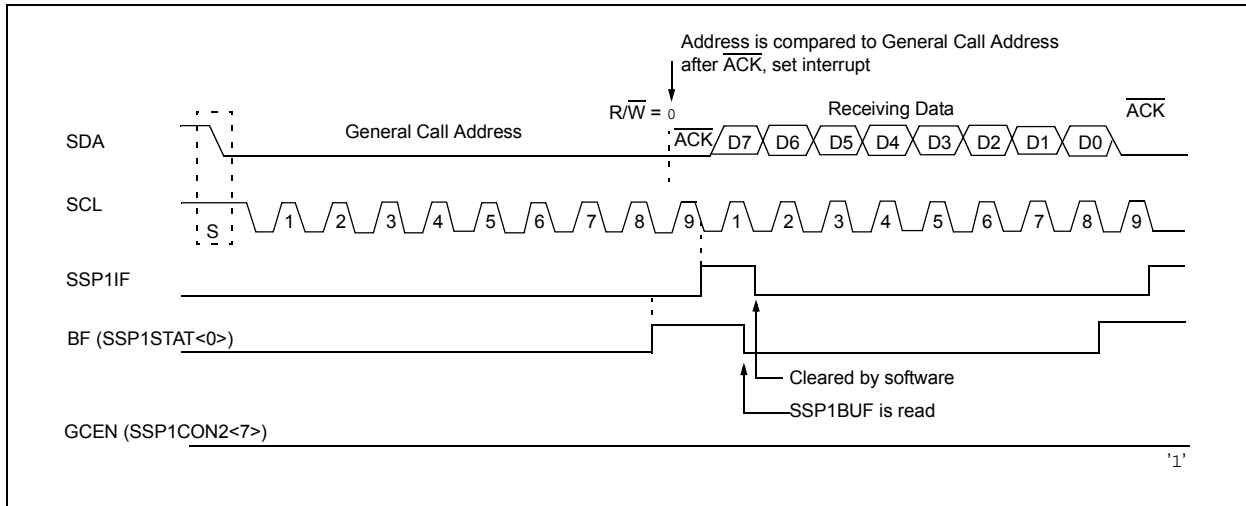 Address is compared to General Call Address
after ACK, set interrupt
R/W = 0
Receiving Data
ACK
SDA
General Call Address
ACK
D7 D6 D5 D4 D3 D2 D1 D0
SCL
S
1 2 3 4 5 6 7 8 9 1 2 3 4 5 6 7 8 9
SSP1IF
BF (SSP1STAT<0>)
Cleared by software
SSP1BUF is read
GCEN (SSP1CON2<7>)
'1'